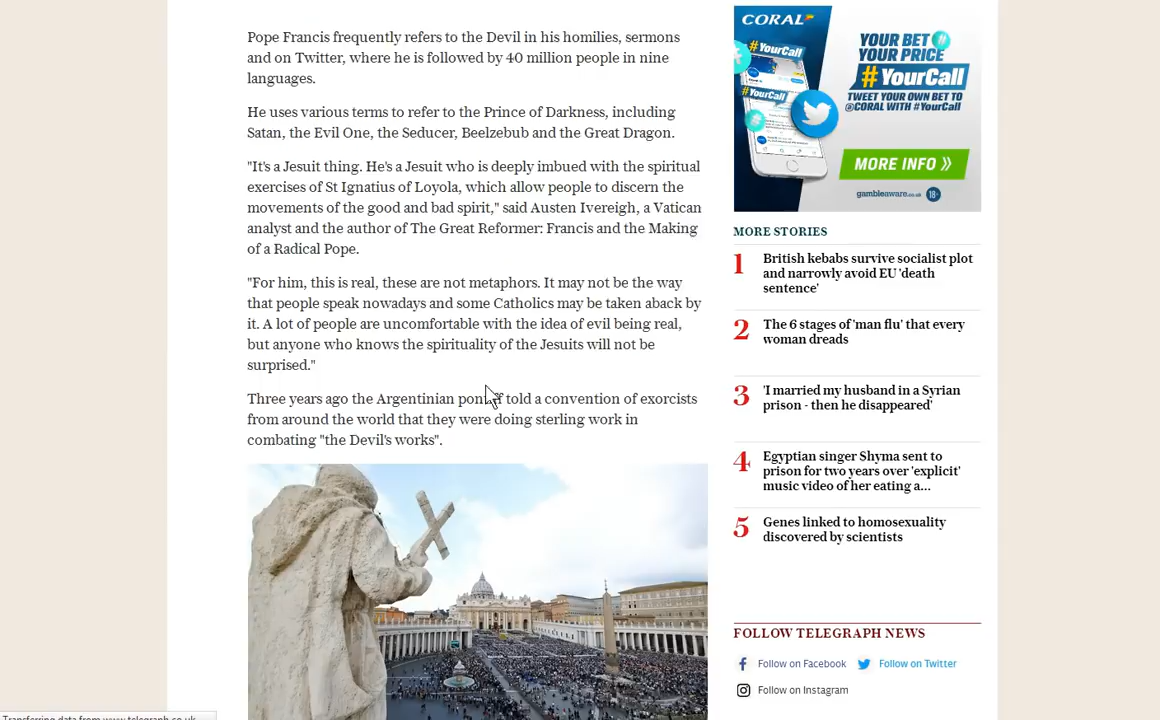 Pope Francis frequently refers to the Devil in his homilies, sermons
and on Twitter, where he is followed by 40 million people in nine
languages.
He uses various terms to refer to the Prince of Darkness, including
Satan, the Evil One, the Seducer, Beelzebub and the Great Dragon.
"It's a Jesuit thing. He's a Jesuit who is deeply imbued with the spiritual
exercises of St Ignatius of Loyola, which allow people to discern the
movements of the good and bad spirit," said Austen Ivereigh, a Vatican
analyst and the author of The Great Reformer: Francis and the Making
of a Radical Pope.
"For him, this is real, these are not metaphors. It may not be the way
that people speak nowadays and some Catholics may be taken aback by
it. A lot of people are uncomfortable with the idea of evil being real,
but anyone who knows the spirituality of the Jesuits will not be
surprised."
Three years ago the Argentinian pontiff told a convention of exorcists
from around the world that they were doing sterling work in
combating "the Devil's works".
CORAL
#YourCall
#YourCall
YOUR BET
YOUR PRICE
#YourCall
TWEET YOUR OWN BET TO
@CORAL WITH #YourCall
MORE INFO »
gambleaware.co.uk 18+
MORE STORIES
1 British kebabs survive socialist plot
and narrowly avoid EU 'death
sentence'
2 The 6 stages of 'man flu' that every
woman dreads
3 'I married my husband in a Syrian
prison - then he disappeared'
4 Egyptian singer Shyma sent to
prison for two years over 'explicit'
music video of her eating a...
5 Genes linked to homosexuality
discovered by scientists
FOLLOW TELEGRAPH NEWS
Follow on Facebook Follow on Twitter
Follow on Instagram
Transferring data from www.telegraph.co.uk